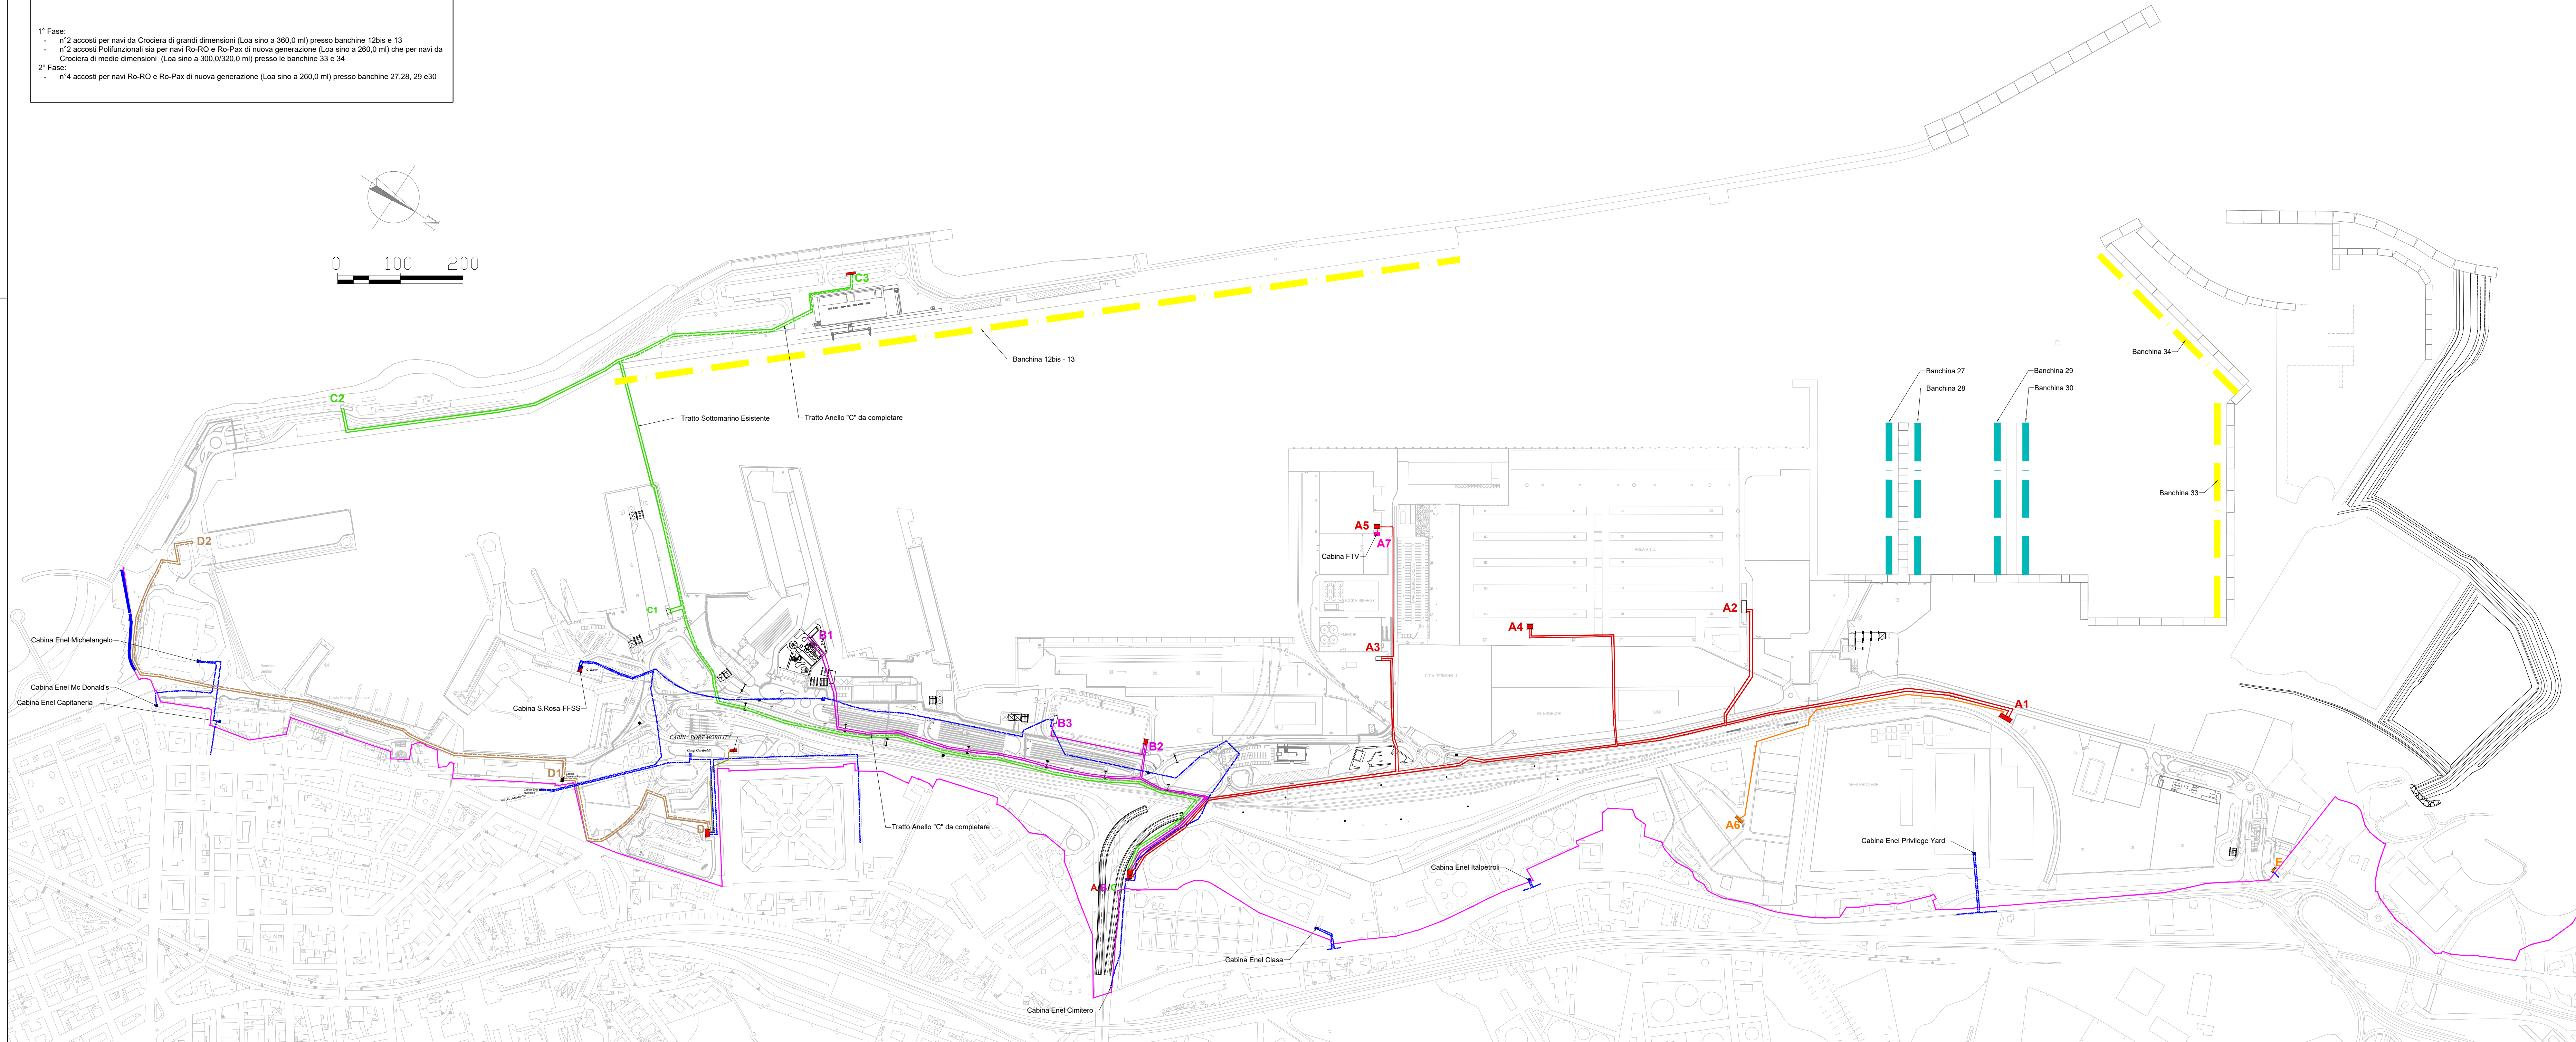 1° Fase:
- n°2 accosti per navi da Crociera di grandi dimensioni (Loa sino a 360,0 ml) presso banchine 12bis e 13
- n°2 accosti Polifunzionali sia per navi Ro-RO e Ro-Pax di nuova generazione (Loa sino a 260,0 ml) che per navi da
Crociera di medie dimensioni (Loa sino a 300,0/320,0 ml) presso le banchine 33 e 34
2° Fase:
- n°4 accosti per navi Ro-RO e Ro-Pax di nuova generazione (Loa sino a 260,0 ml) presso banchine 27,28, 29 e30
N
0 100 200
C3
Banchina 12bis - 13
Banchina 34
Banchina 27
Banchina 29
Banchina 28
Banchina 30
C2
Tratto Sottomarino Esistente
Tratto Anello "C" da completare
Banchina 33
A5
A7
Cabina FTV
D2
C1
A2
A4
B1
A3
Cabina Enel Michelangelo
Cabina Enel Mc Donald's
Cabina Enel Capitaneria
S. Rosa
Cabina S.Rosa-FFSS
C.T.A. TERMINAL 1
A1
B3
CABINA PORT MOBILITY
B2
D1
Tratto Anello "C" da completare
D
A6
Cabina Enel Privilege Yard
E
Cabina Enel Italpetroli
A/B/C
Cabina Enel Clasa
Cabina Enel Cimitero